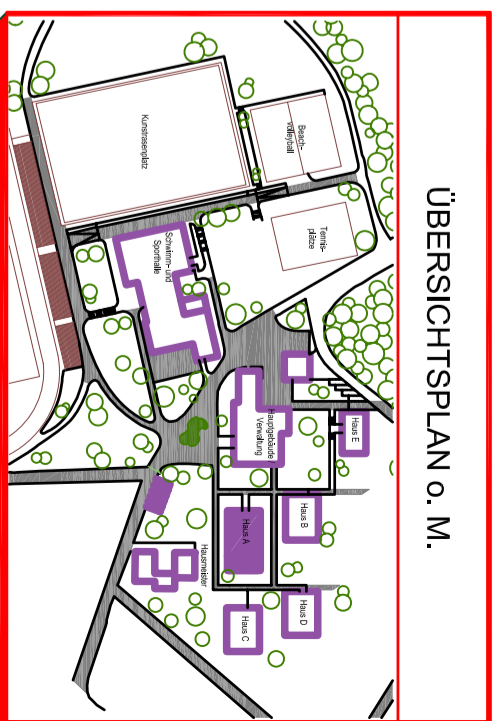 ÜBERSICHTSPLAN o. M.
Kunstrasenplatz
Beach-
volleyball
Tennis-
plätze
Schwimm- und
Sporthalle
Hauptgebäude
Verwaltung
Haus E
Haus B
Haus A
Haus D
Haus C
Hausmeister